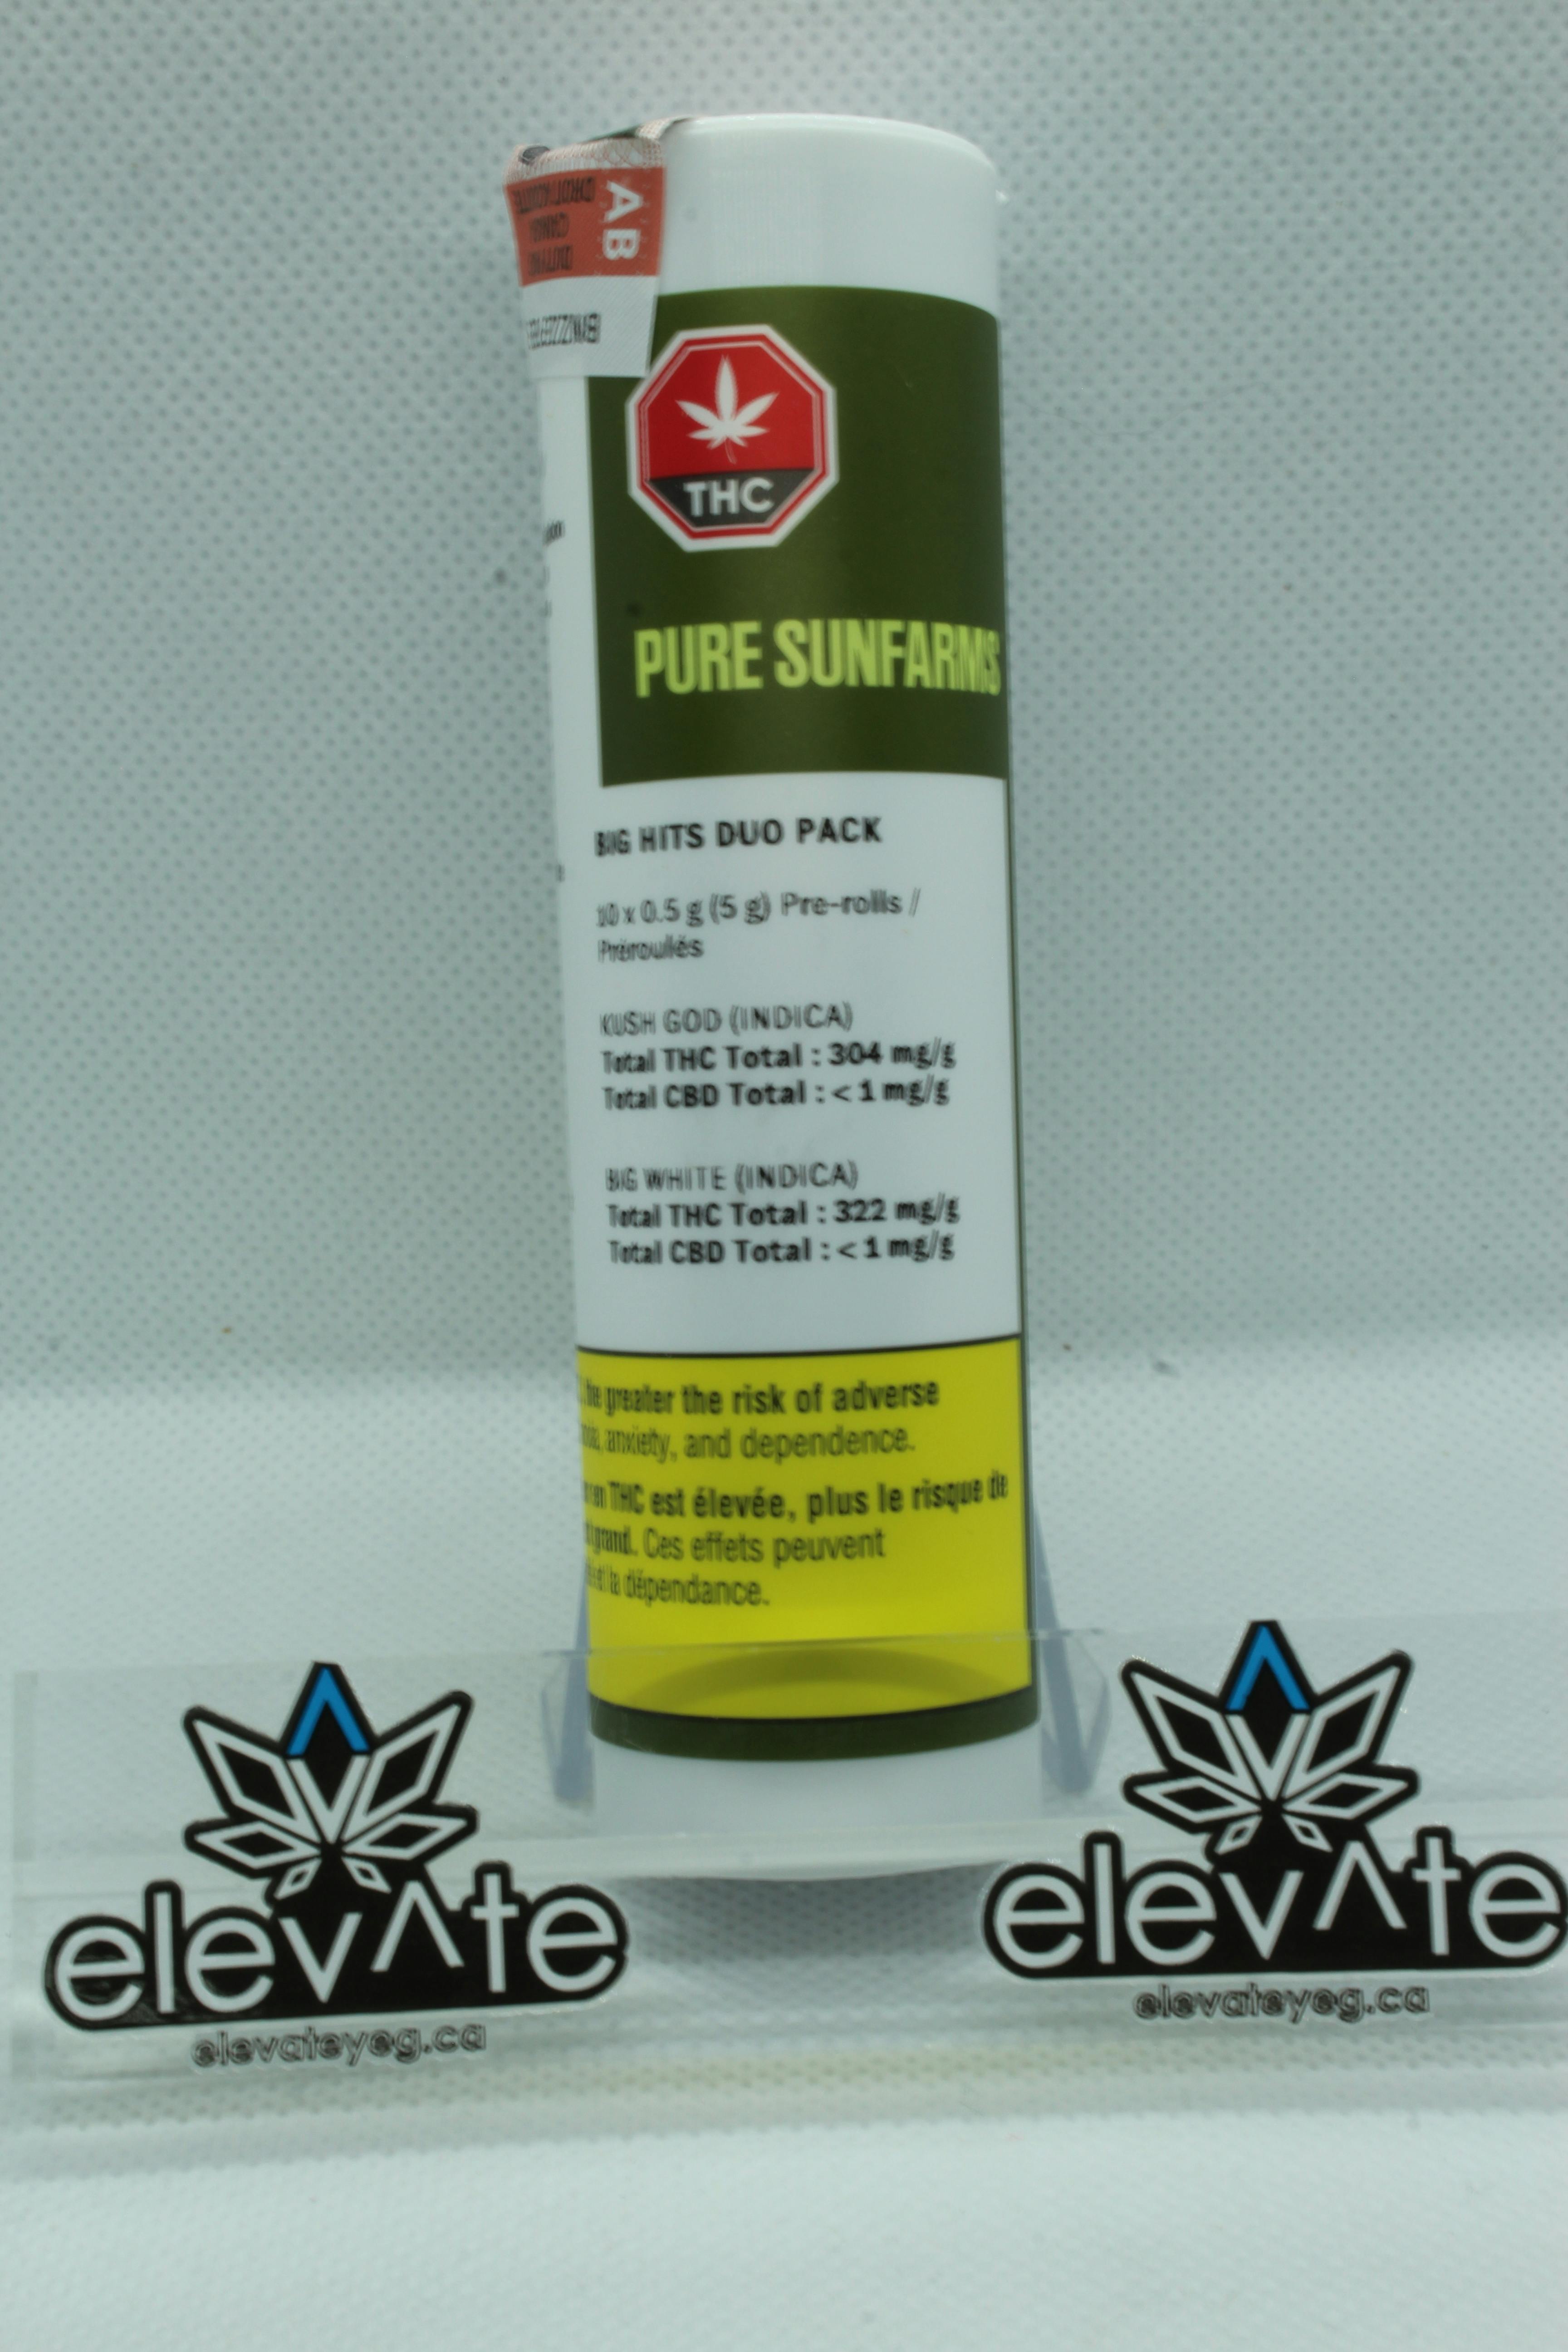 AB
THC
PURE SUNFARMS
BIG HITS DUO PACK
10 x 0.5 g (5 g) Pre-rolls /
Préroulés
KUSH GOD (INDICA)
Total THC Total : 304 mg/g
Total CBD Total : < 1 mg/g
BIG WHITE (INDICA)
Total THC Total : 322 mg/g
Total CBD Total : < 1 mg/g
the greater the risk of adverse
anxiety, and dependence.
en THC est élevée, plus le risque de
grand. Ces effets peuvent
et la dépendance.
elevate
elevateyeg.ca
elevate
elevateyeg.ca